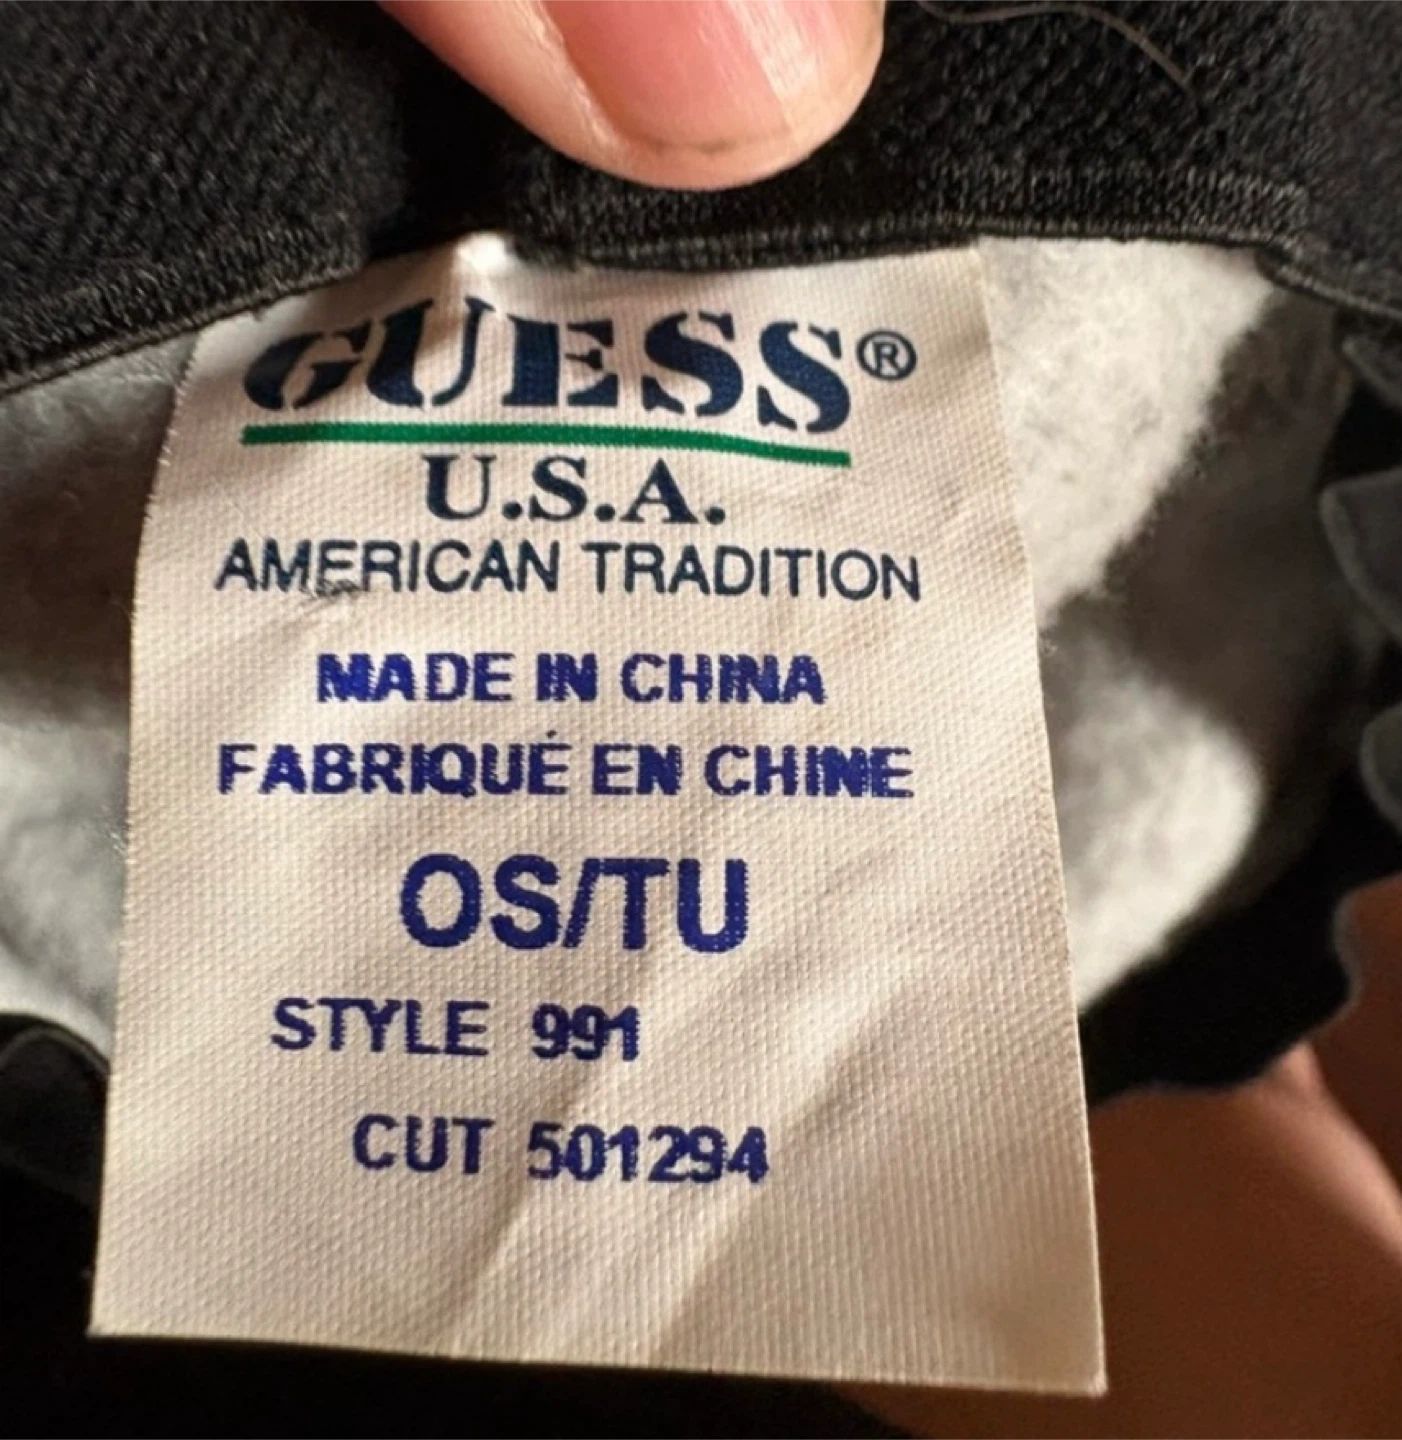 GUESS®
U.S.A.
AMERICAN TRADITION
MADE IN CHINA
FABRIQUÉ EN CHINE
OS/TU
STYLE 991
CUT 501294